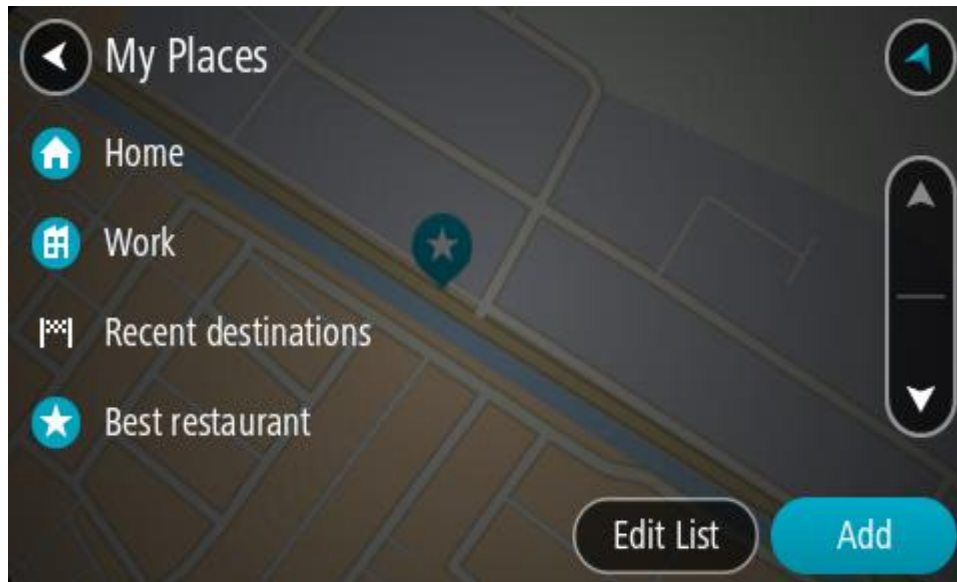 My Places
Home
Work
Recent destinations
Best restaurant
Edit List
Add